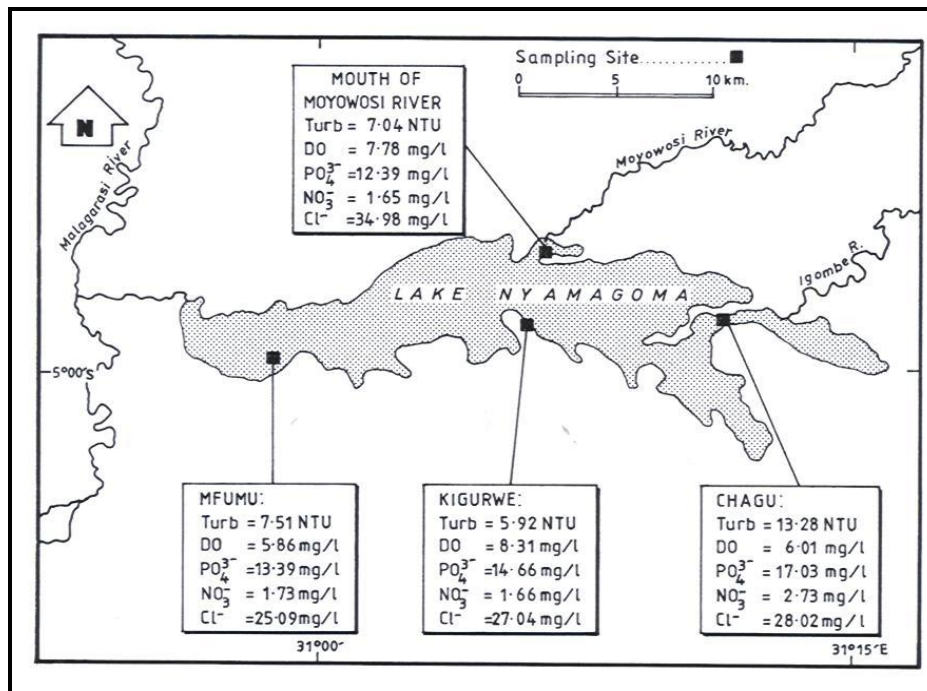 Sampling Site............
0 5 10 km.
N
Malagarasi River
MOUTH OF
MOYOWOSI RIVER
Turb = 7·04 NTU
DO = 7·78 mg/l
PO₄³⁻ =12·39 mg/l
NO₃⁻ = 1·65 mg/l
Cl⁻ =34·98 mg/l
Moyowosi River
Igombe R.
LAKE NYAMAGOMA
5°00'S
MFUMU:
Turb = 7·51 NTU
DO = 5·86 mg/l
PO₄³⁻ =13·39 mg/l
NO₃⁻ = 1·73 mg/l
Cl⁻ =25·09 mg/l
KIGURWE:
Turb = 5·92 NTU
DO = 8·31 mg/l
PO₄³⁻ =14·66 mg/l
NO₃⁻ = 1·66 mg/l
Cl⁻ =27·04 mg/l
CHAGU:
Turb = 13·28 NTU
DO = 6·01 mg/l
PO₄³⁻ =17·03 mg/l
NO₃⁻ = 2·73 mg/l
Cl⁻ =28·02 mg/l
31°00'
31°15'E